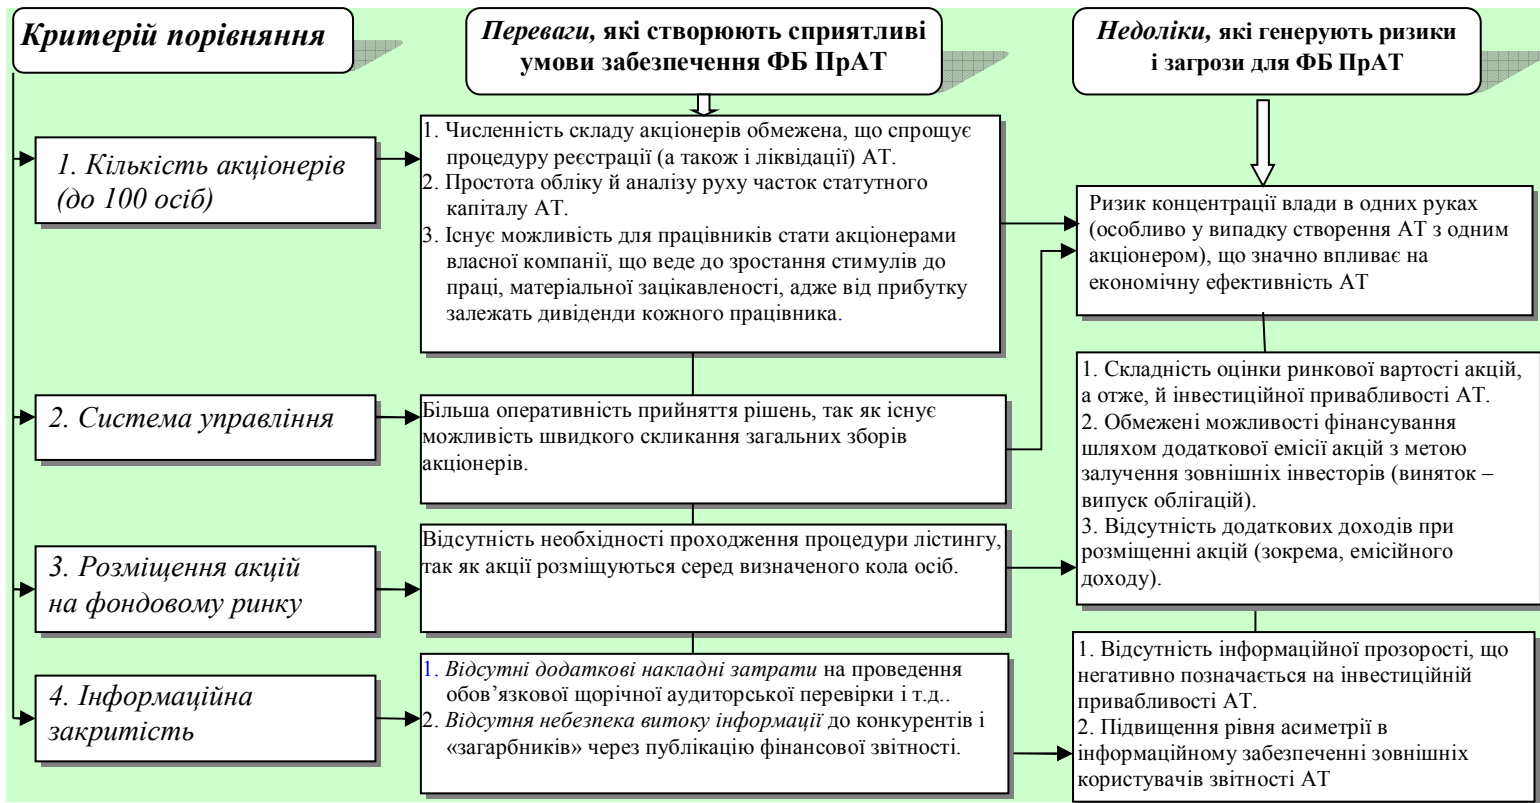 Критерій порівняння
Переваги, які створюють сприятливі
умови забезпечення ФБ ПрАТ
Недоліки, які генерують ризики
і загрози для ФБ ПрАТ
1. Кількість акціонерів
(до 100 осіб)
1. Численність складу акціонерів обмежена, що спрощує
процедуру реєстрації (а також і ліквідації) АТ.
2. Простота обліку й аналізу руху часток статутного
капіталу АТ.
3. Існує можливість для працівників стати акціонерами
власної компанії, що веде до зростання стимулів до
праці, матеріальної зацікавленості, адже від прибутку
залежать дивіденди кожного працівника.
Ризик концентрації влади в одних руках
(особливо у випадку створення АТ з одним
акціонером), що значно впливає на
економічну ефективність АТ
2. Система управління
Більша оперативність прийняття рішень, так як існує
можливість швидкого скликання загальних зборів
акціонерів.
1. Складність оцінки ринкової вартості акцій,
а отже, й інвестиційної привабливості АТ.
2. Обмежені можливості фінансування
шляхом додаткової емісії акцій з метою
залучення зовнішніх інвесторів (виняток –
випуск облігацій).
3. Відсутність додаткових доходів при
розміщенні акцій (зокрема, емісійного
доходу).
3. Розміщення акцій
на фондовому ринку
Відсутність необхідності проходження процедури лістингу,
так як акції розміщуються серед визначеного кола осіб.
4. Інформаційна
закритість
1. Відсутні додаткові накладні затрати на проведення
обов’язкової щорічної аудиторської перевірки і т.д..
2. Відсутня небезпека витоку інформації до конкурентів і
«загарбників» через публікацію фінансової звітності.
1. Відсутність інформаційної прозорості, що
негативно позначається на інвестиційній
привабливості АТ.
2. Підвищення рівня асиметрії в
інформаційному забезпеченні зовнішніх
користувачів звітності АТ